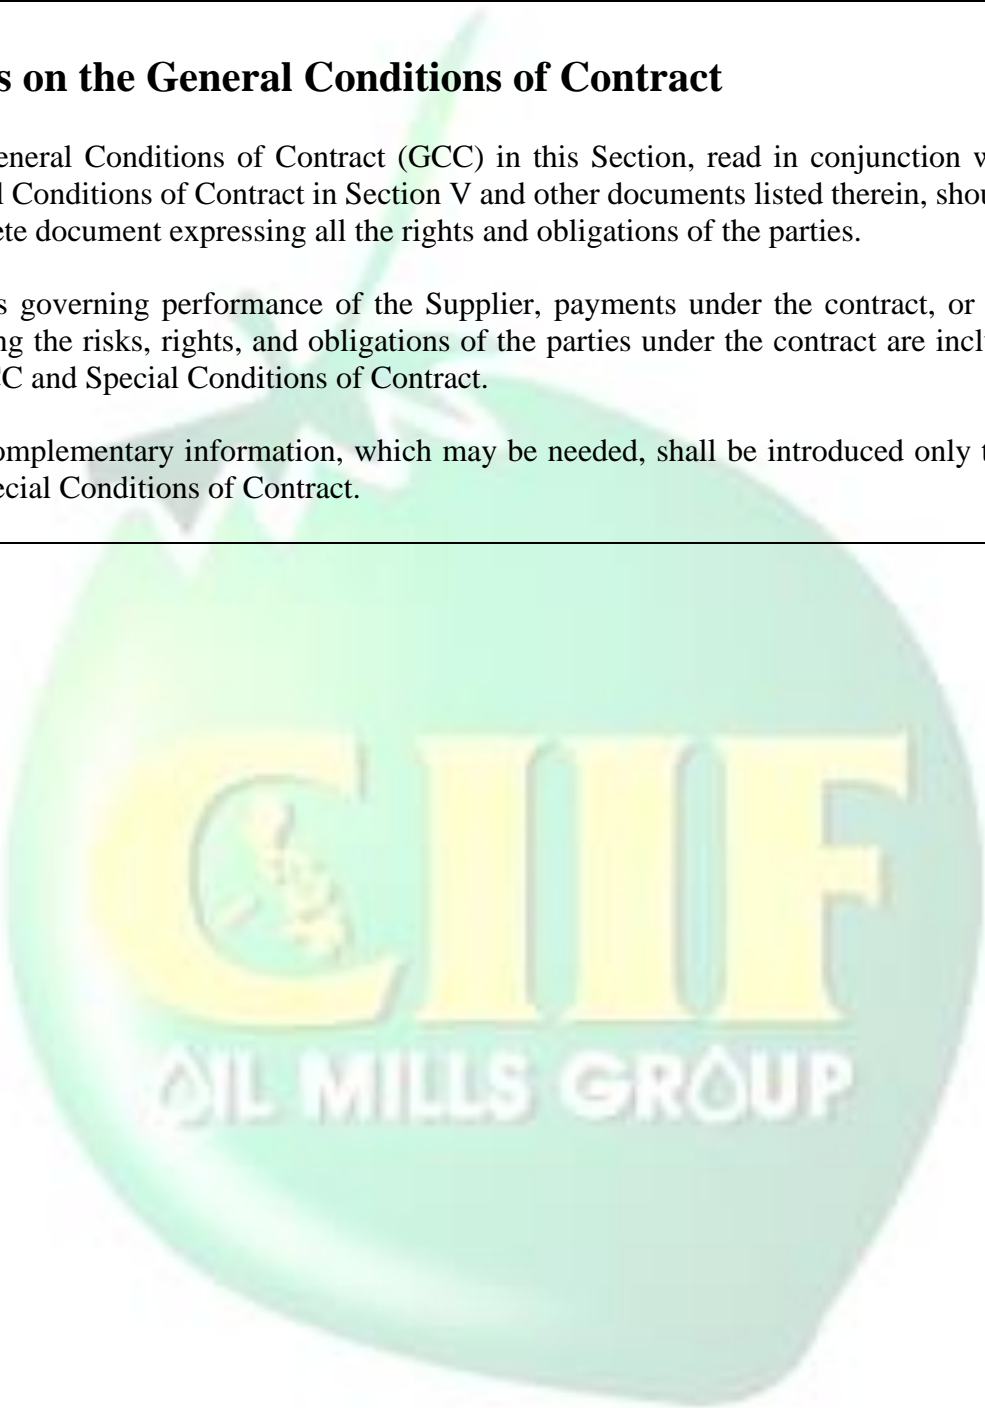 s on the General Conditions of Contract
eneral Conditions of Contract (GCC) in this Section, read in conjunction w
l Conditions of Contract in Section V and other documents listed therein, shou
ete document expressing all the rights and obligations of the parties.
s governing performance of the Supplier, payments under the contract, or
ng the risks, rights, and obligations of the parties under the contract are inclu
CC and Special Conditions of Contract.
omplementary information, which may be needed, shall be introduced only t
ecial Conditions of Contract.
CIIF
OIL MILLS GROUP